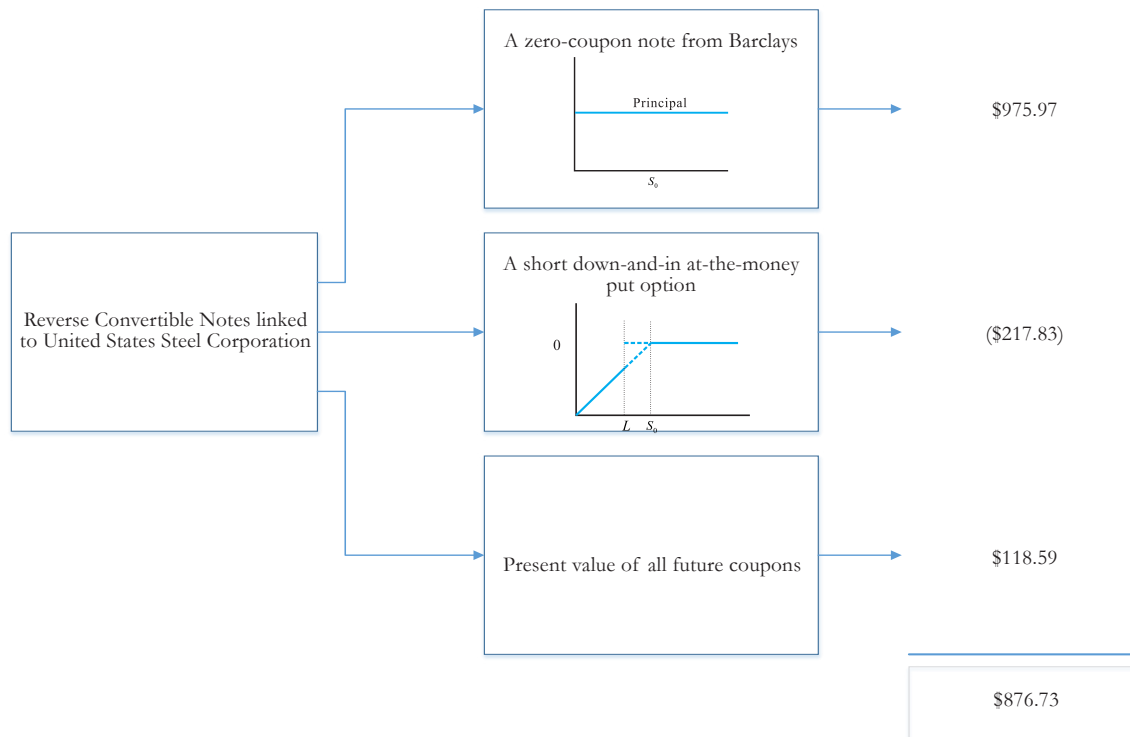 A zero-coupon note from Barclays
Principal
S₀
$975.97
Reverse Convertible Notes linked
to United States Steel Corporation
A short down-and-in at-the-money
put option
0
L S₀
($217.83)
Present value of all future coupons
$118.59
$876.73